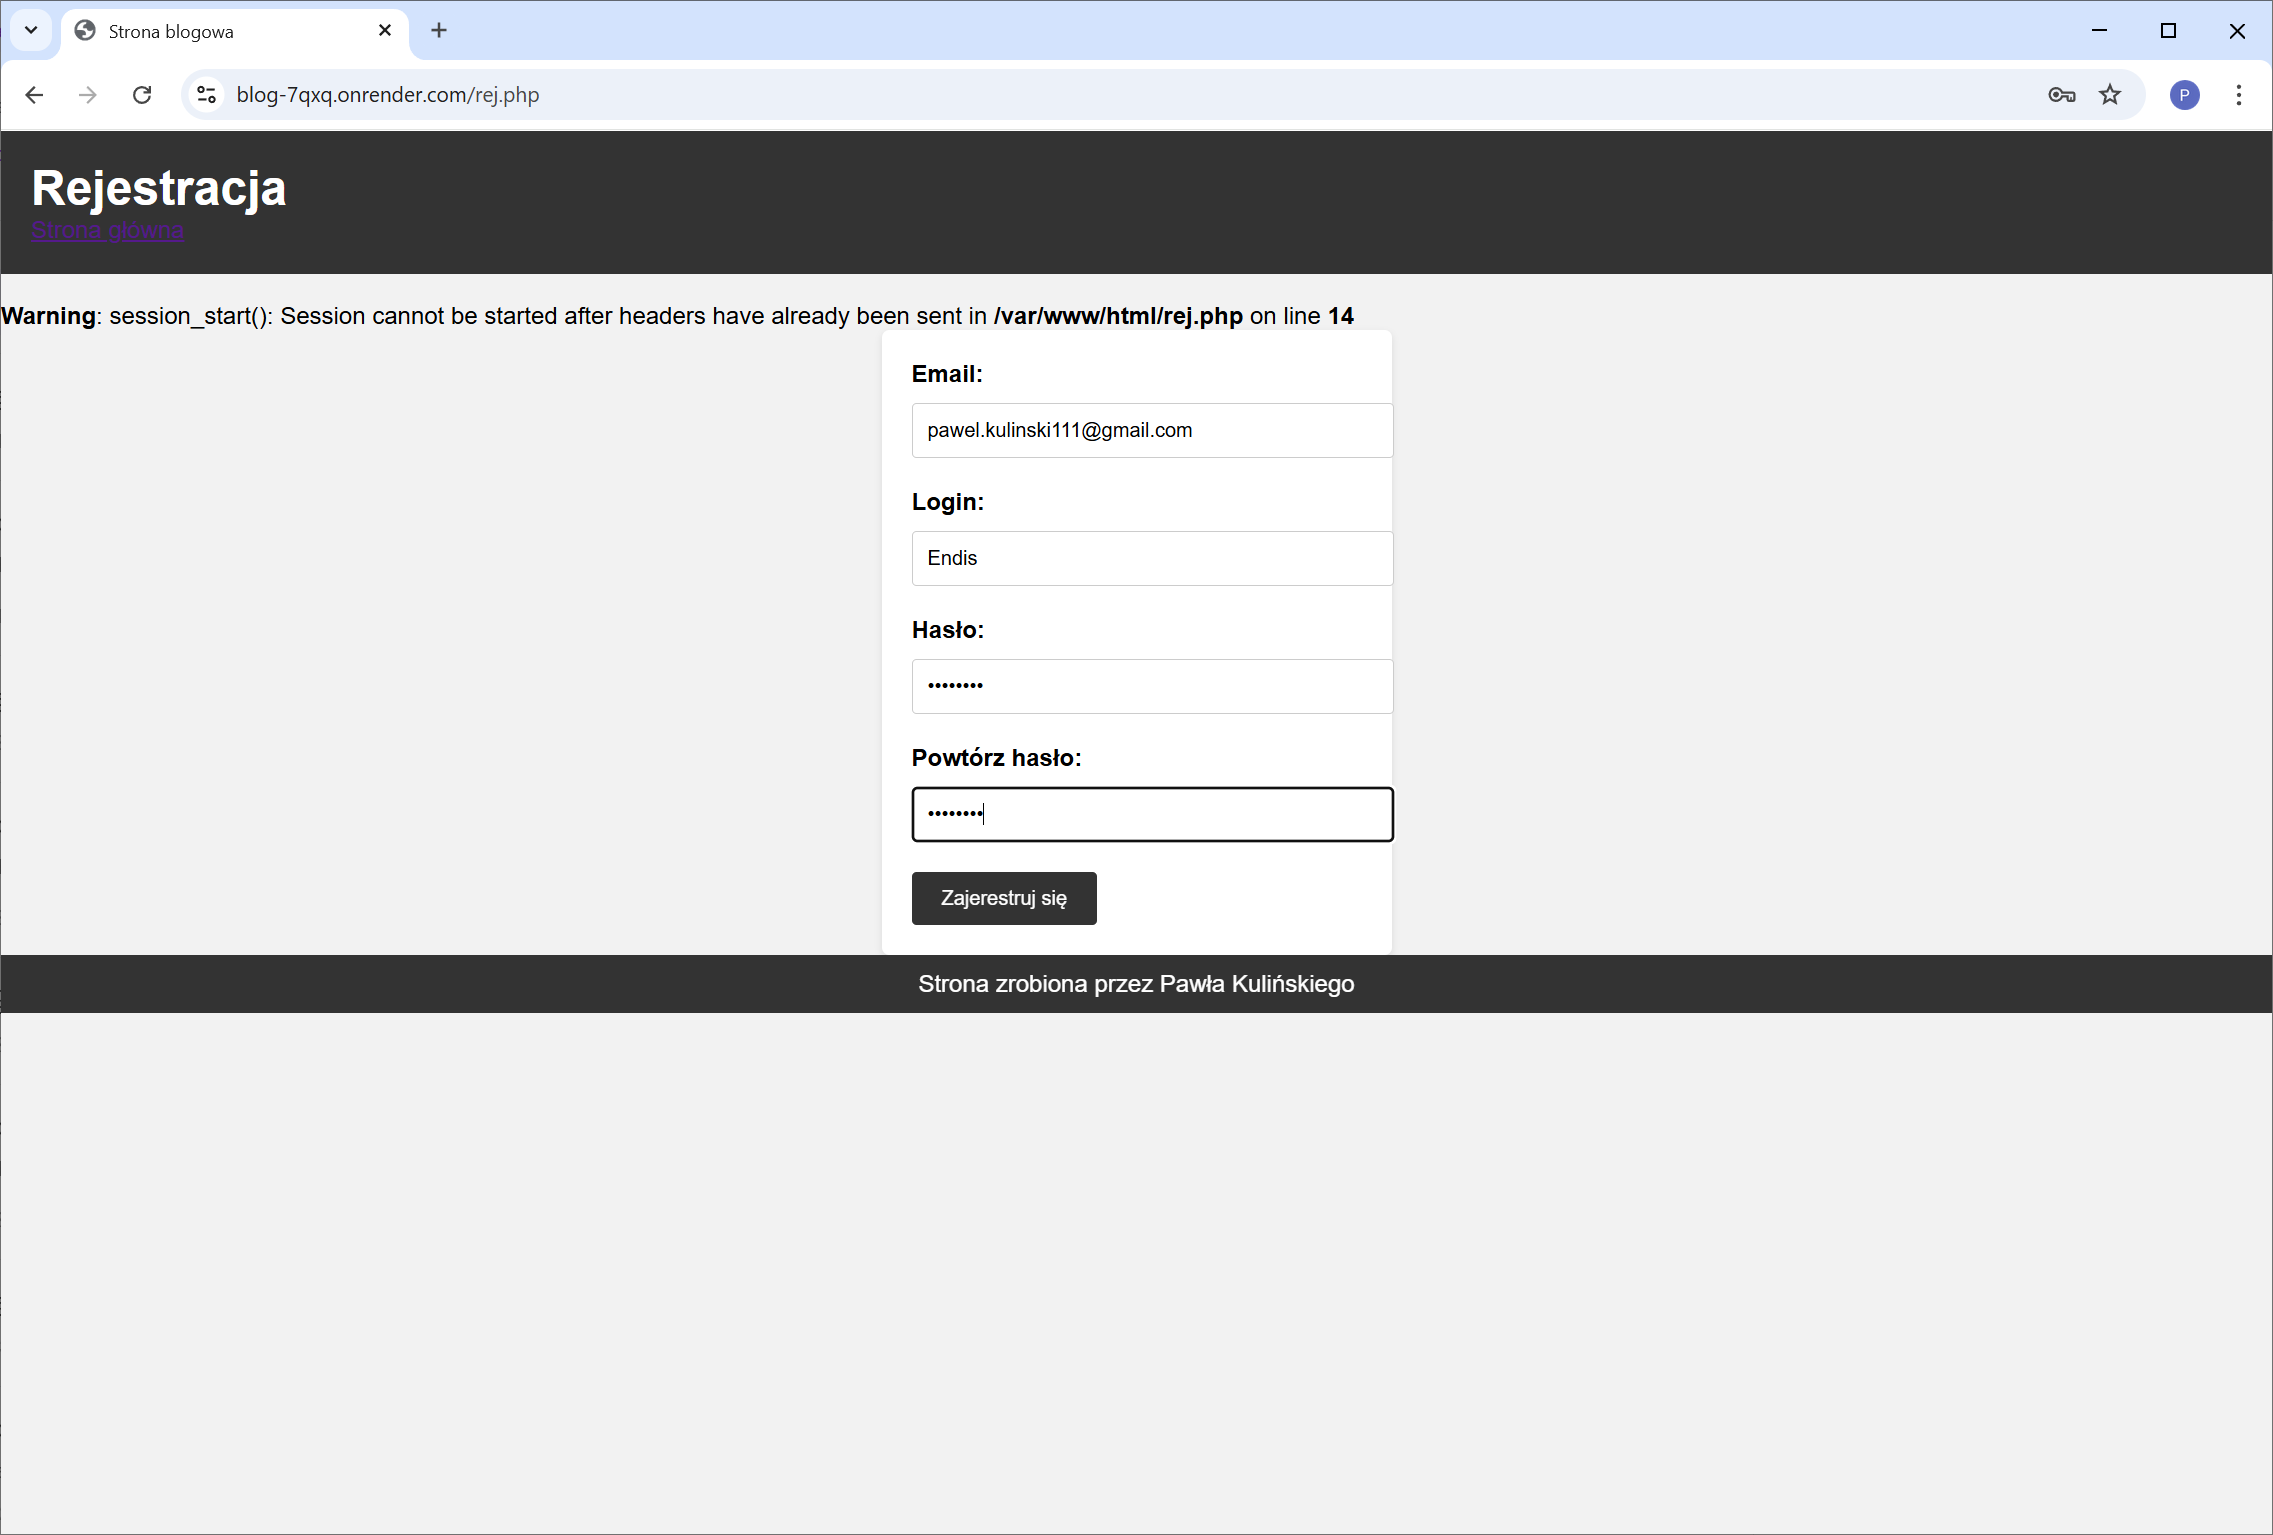 Strona blogowa
blog-7qxq.onrender.com/rej.php
P
Rejestracja
Strona główna
Warning: session_start(): Session cannot be started after headers have already been sent in /var/www/html/rej.php on line 14
Email:
pawel.kulinski111@gmail.com
Login:
Endis
Hasło:
••••••••
Powtórz hasło:
••••••••
Zajerestruj się
Strona zrobiona przez Pawła Kulińskiego